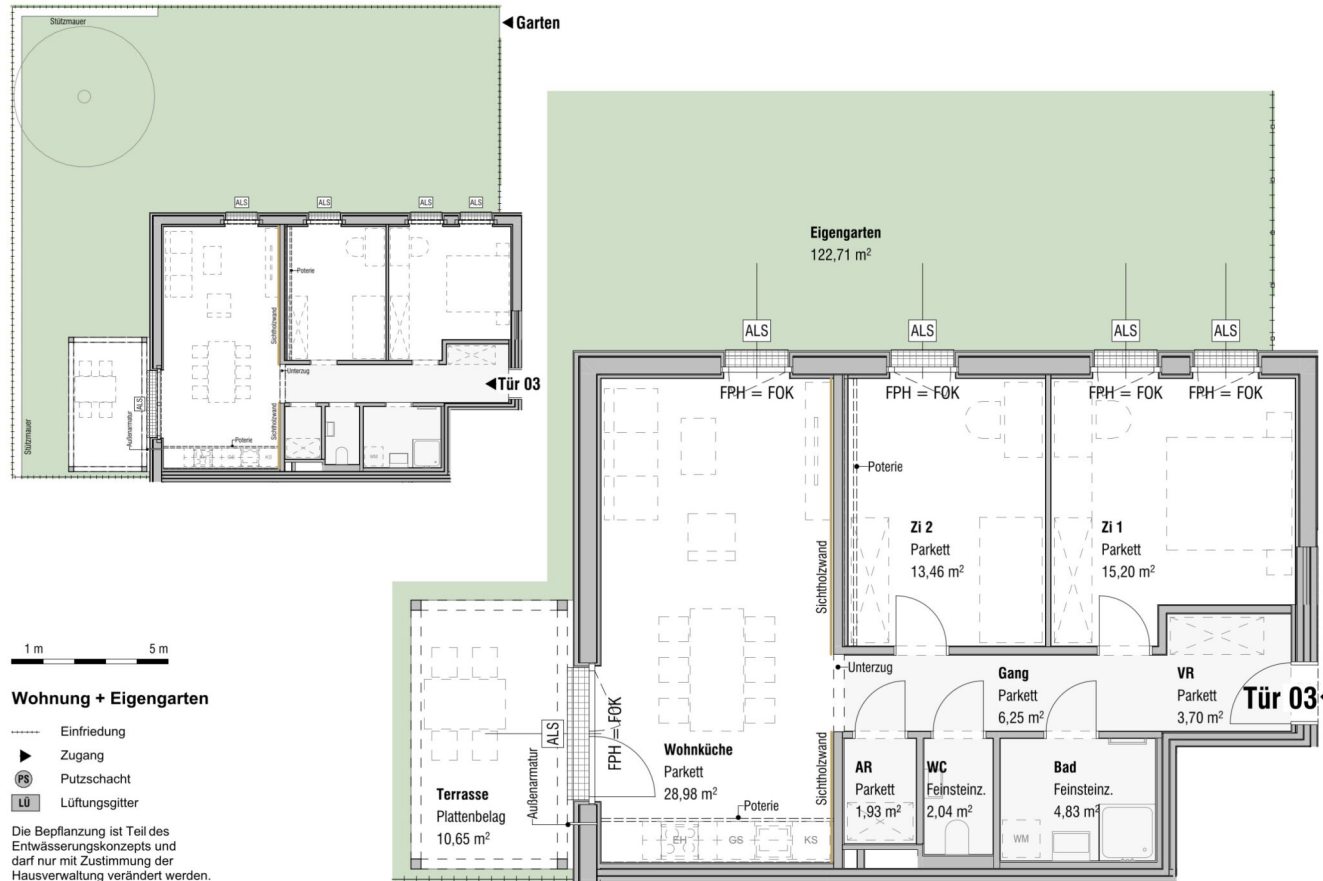 Stützmauer
Garten
ALS
ALS
ALS
ALS
Poterie
Sichtholzwand
Unterzug
Tür 03
ALS
Außenarmatur
Sichtholzwand
Poterie
Stützmauer
EH
GS
KS
WM
Eigengarten
122,71 m²
ALS
ALS
ALS
ALS
FPH = FOK
FPH = FOK
FPH = FOK
FPH = FOK
Poterie
Zi 2
Parkett
13,46 m²
Zi 1
Parkett
15,20 m²
Sichtholzwand
Unterzug
Gang
Parkett
6,25 m²
VR
Parkett
3,70 m²
Tür 03
ALS
FPH = FOK
Wohnküche
Parkett
28,98 m²
Sichtholzwand
Außenarmatur
Terrasse
Plattenbelag
10,65 m²
Poterie
EH
GS
KS
AR
Parkett
1,93 m²
WC
Feinsteinz.
2,04 m²
Bad
Feinsteinz.
4,83 m²
WM
1 m
5 m
Wohnung + Eigengarten
Einfriedung
Zugang
PS
Putzschacht
LÜ
Lüftungsgitter
Die Bepflanzung ist Teil des
Entwässerungskonzepts und
darf nur mit Zustimmung der
Hausverwaltung verändert werden.